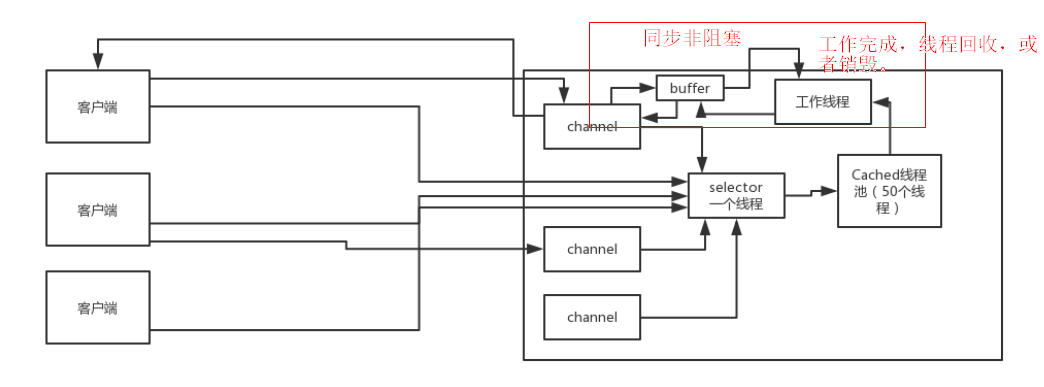 同步非阻塞
工作完成，线程回收，或
者销毁。
客户端
buffer
工作线程
channel
Cached线程
池（50个线
程）
selector
一个线程
客户端
channel
客户端
channel